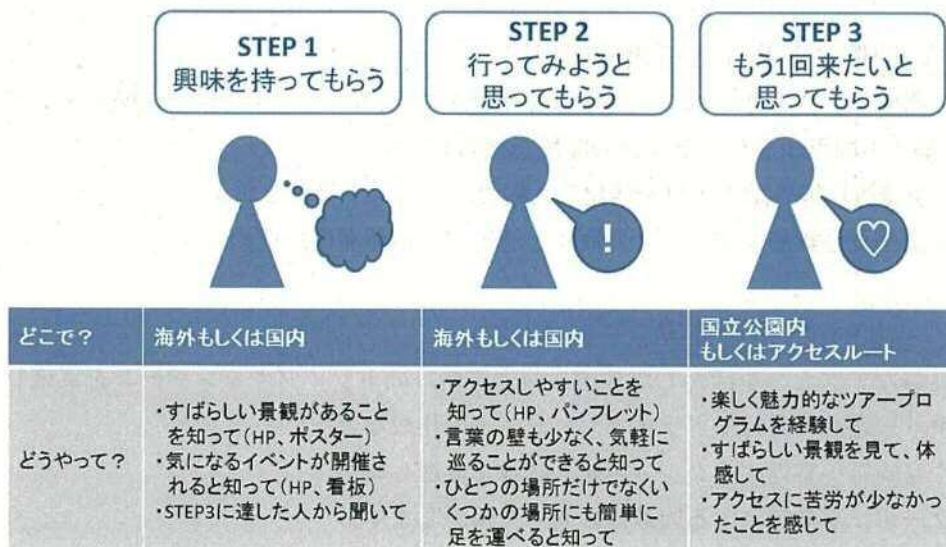 STEP 1
興味を持ってもらう
STEP 2
行ってみようと
思ってもらう
STEP 3
もう1回来たいと
思ってもらう
!
♡
どこで？
海外もしくは国内
海外もしくは国内
国立公園内
もしくはアクセスルート
どうやって？
・すばらしい景観があること
を知って(HP、ポスター)
・気になるイベントが開催さ
れると知って(HP、看板)
・STEP3に達した人から聞いて
・アクセスしやすいことを
知って(HP、パンフレット)
・言葉の壁も少なく、気軽に
巡ることができると知って
・ひとつの場所だけでなくい
くつかの場所にも簡単に
足を運べると知って
・楽しく魅力的なツアープロ
グラムを経験して
・すばらしい景観を見て、体
感して
・アクセスに苦労が少なかっ
たことを感じて